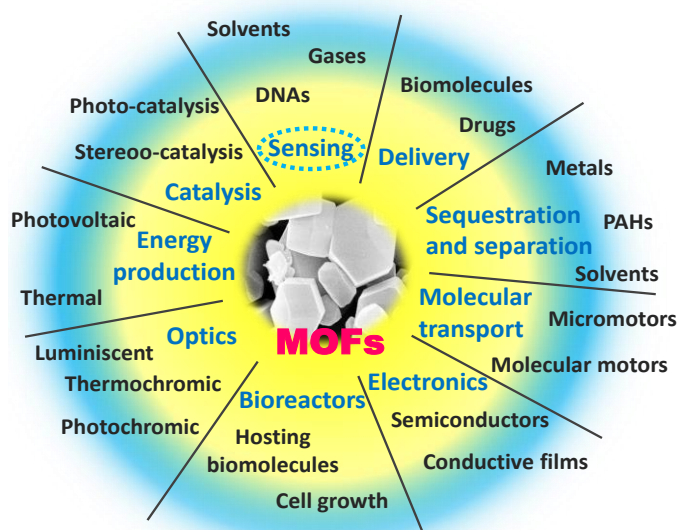 Solvents
Gases
DNAs
Sensing
Biomolecules
Drugs
Delivery
Metals
PAHs
Solvents
Sequestration
and separation
Micromotors
Molecular motors
Molecular
transport
Semiconductors
Conductive films
Electronics
Bioreactors
Hosting
biomolecules
Cell growth
Optics
Luminiscent
Thermochromic
Photochromic
Energy
production
Photovoltaic
Thermal
Catalysis
Photo-catalysis
Stereoo-catalysis
MOFs